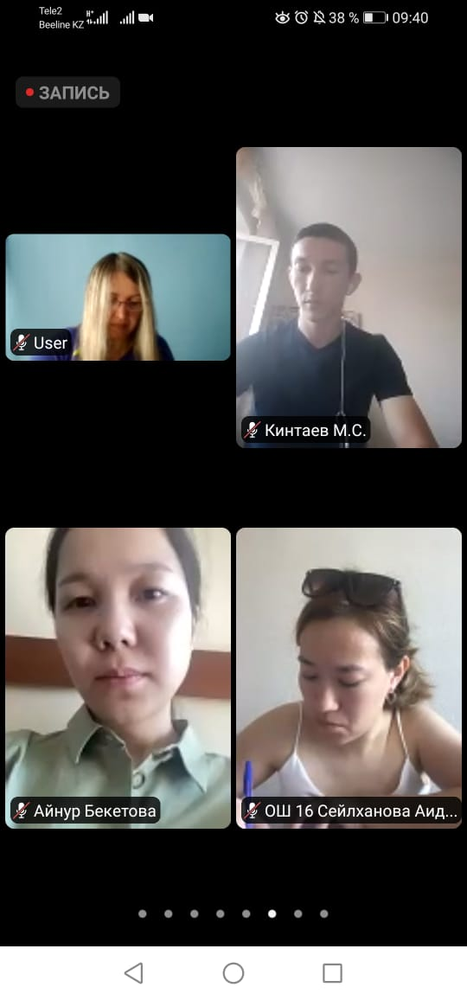 Tele2
Beeline KZ
38 %
09:40
ЗАПИСЬ
User
Кинтаев М.С.
Айнур Бекетова
ОШ 16 Сейлханова Аид...